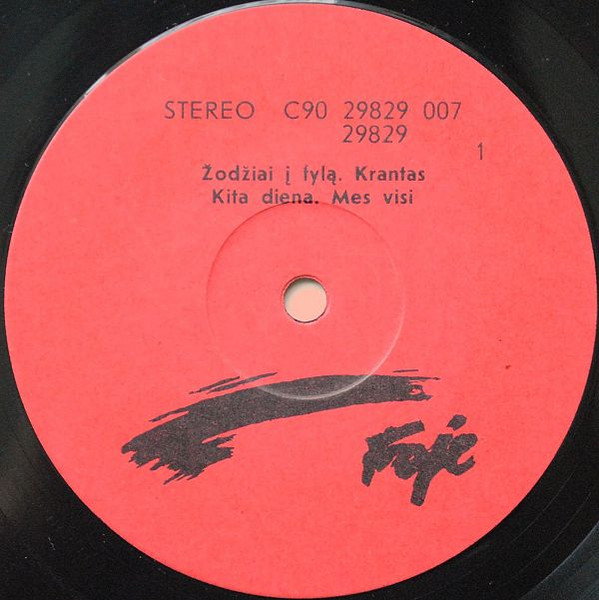 STEREO C90 29829 007
29829
1
Žodžiai į tylą. Krantas
Kita diena. Mes visi
Foje